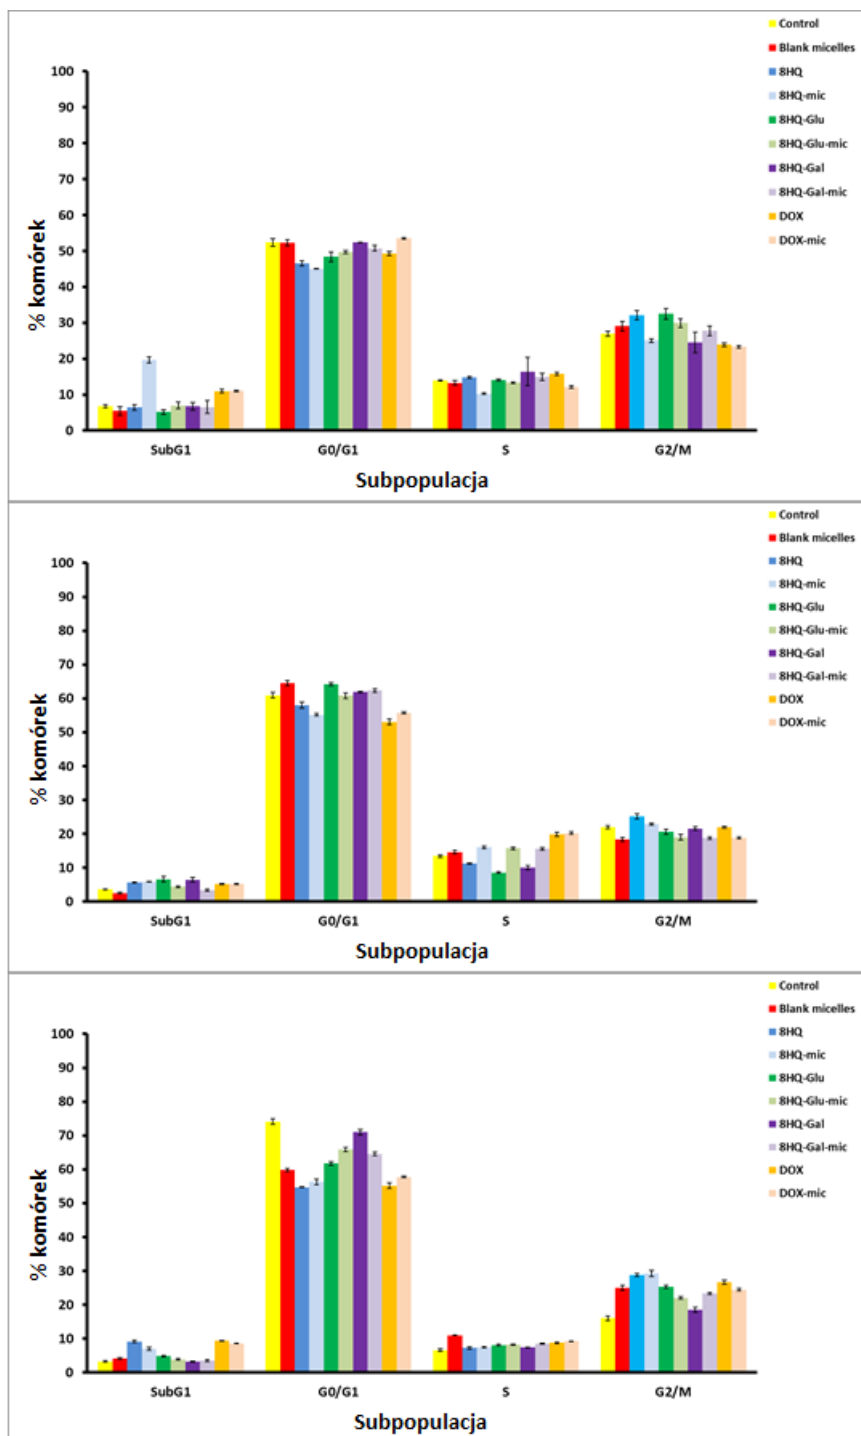 Control
Blank micelles
8HQ
8HQ-mic
8HQ-Glu
8HQ-Glu-mic
8HQ-Gal
8HQ-Gal-mic
DOX
DOX-mic
% komórek
100
90
80
70
60
50
40
30
20
10
0
SubG1 G0/G1 S G2/M
Subpopulacja
Control
Blank micelles
8HQ
8HQ-mic
8HQ-Glu
8HQ-Glu-mic
8HQ-Gal
8HQ-Gal-mic
DOX
DOX-mic
% komórek
100
90
80
70
60
50
40
30
20
10
0
SubG1 G0/G1 S G2/M
Subpopulacja
Control
Blank micelles
8HQ
8HQ-mic
8HQ-Glu
8HQ-Glu-mic
8HQ-Gal
8HQ-Gal-mic
DOX
DOX-mic
% komórek
100
90
80
70
60
50
40
30
20
10
0
SubG1 G0/G1 S G2/M
Subpopulacja